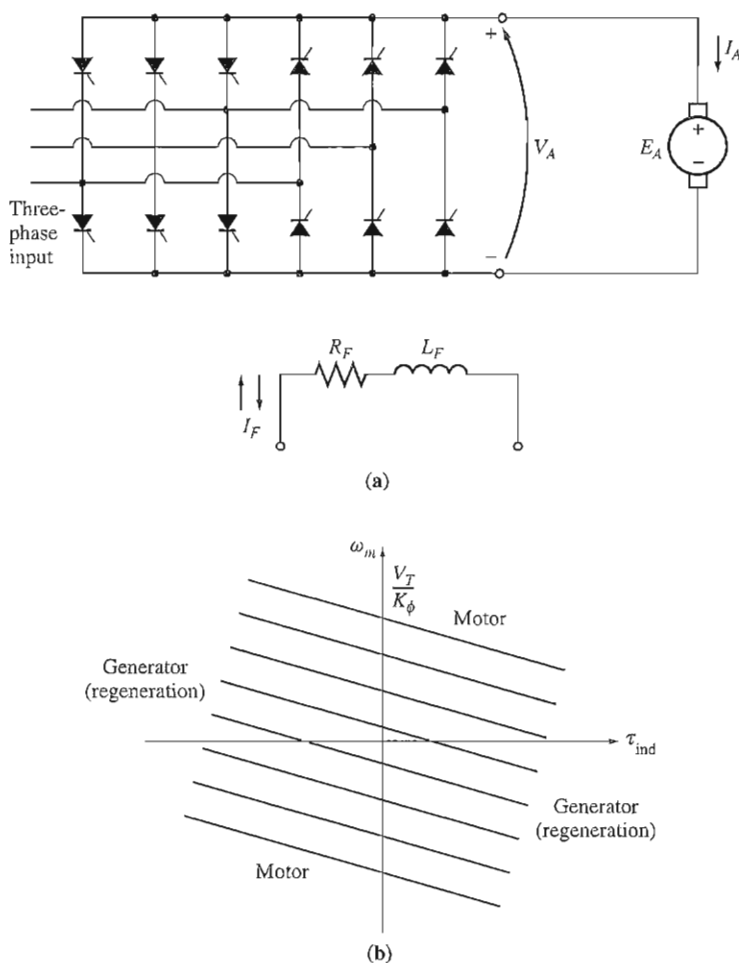 +
I_A
V_A
E_A
+
−
−
Three-
phase
input
R_F
L_F
I_F
(a)
ω_m
V_T
K_ϕ
Motor
Generator
(regeneration)
τ_ind
Generator
(regeneration)
Motor
(b)